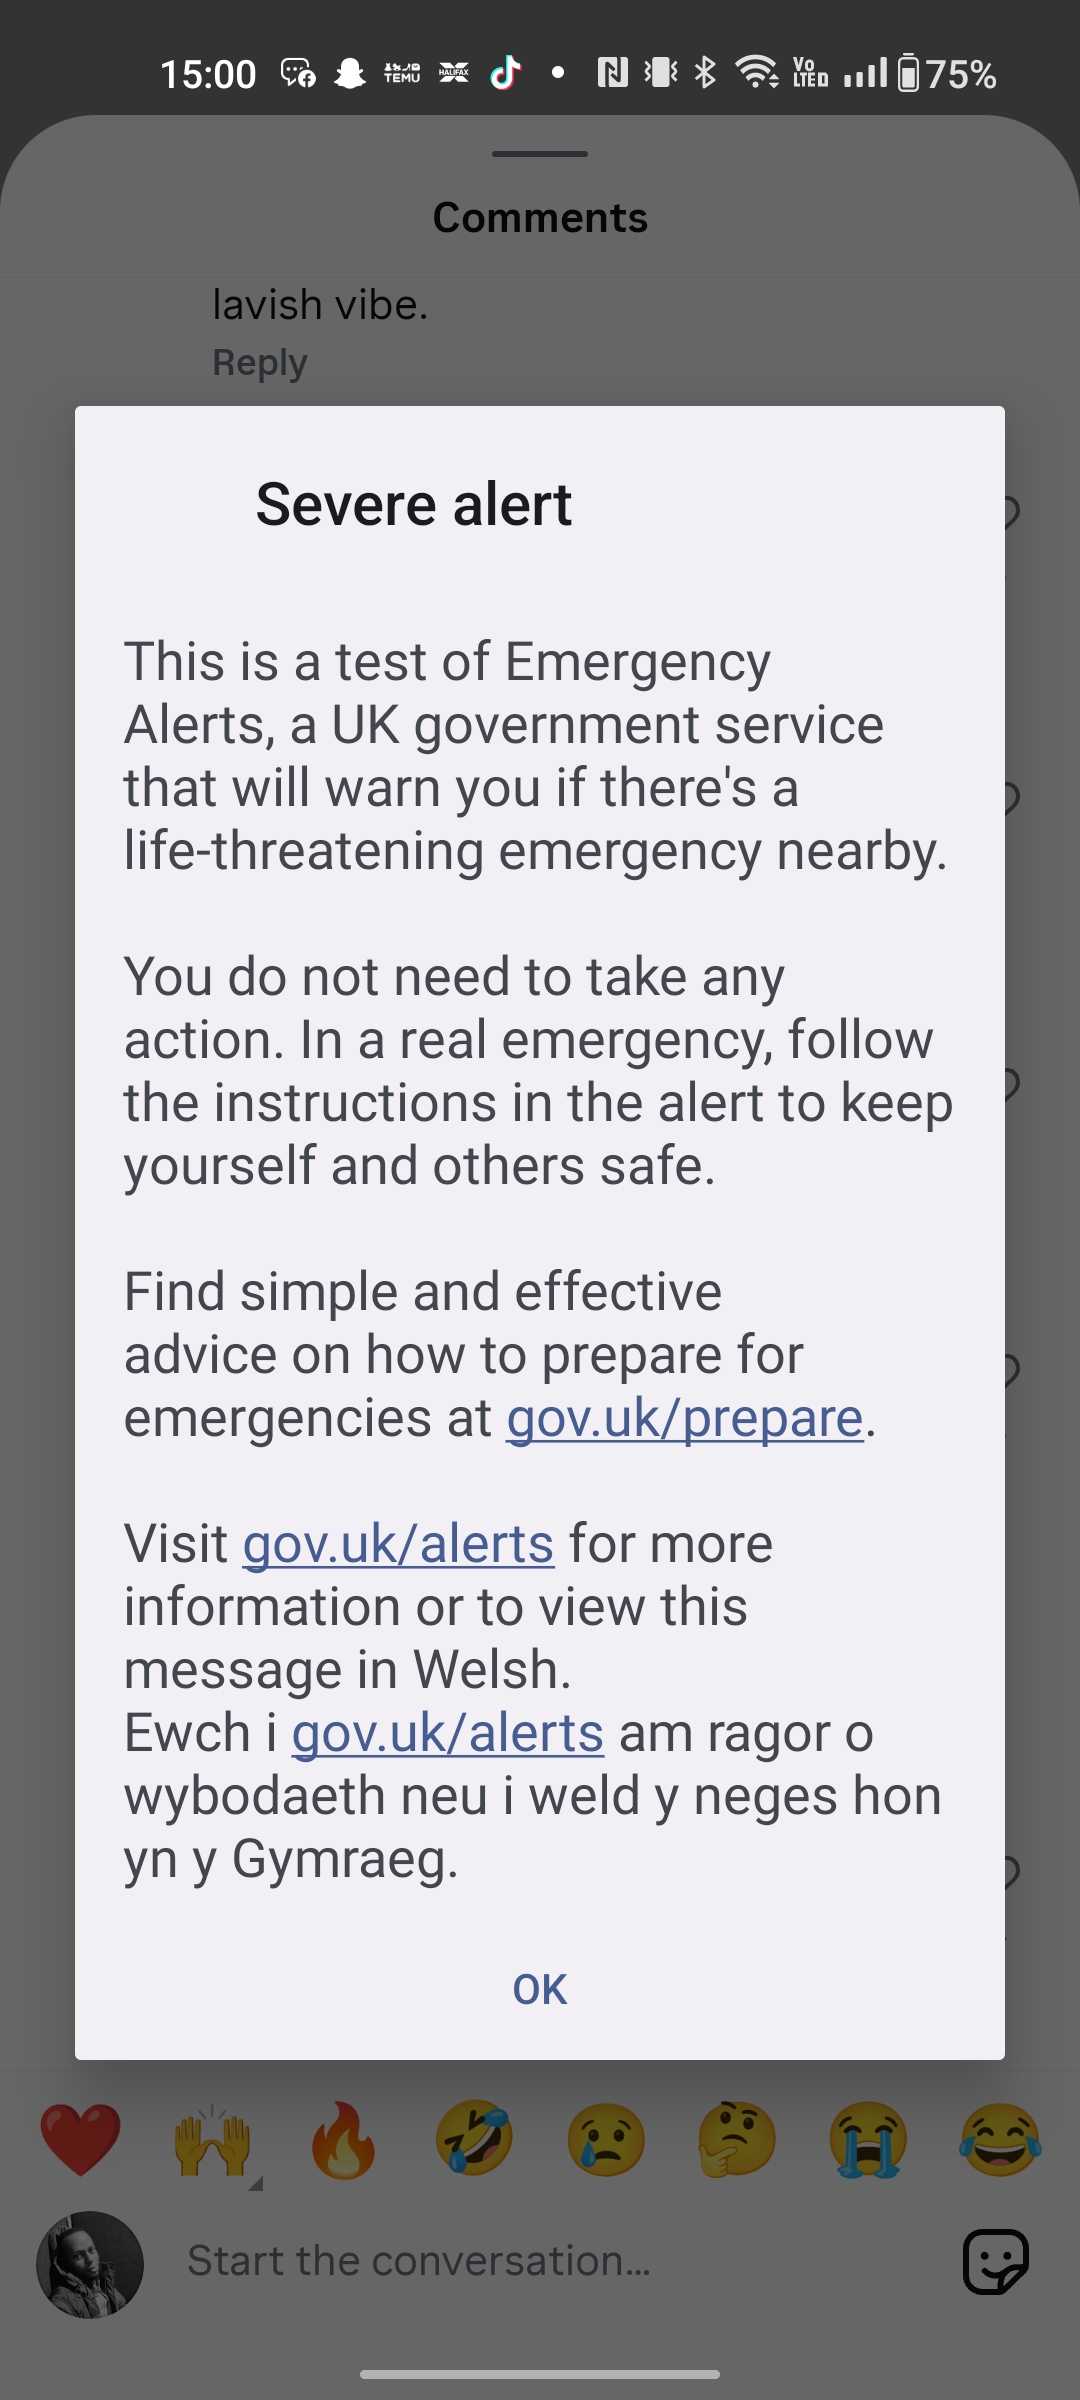 15:00
TEMU
HALIFAX
Vo
LTED
75%
Comments
lavish vibe.
Reply
Severe alert
This is a test of Emergency
Alerts, a UK government service
that will warn you if there's a
life-threatening emergency nearby.
You do not need to take any
action. In a real emergency, follow
the instructions in the alert to keep
yourself and others safe.
Find simple and effective
advice on how to prepare for
emergencies at gov.uk/prepare.
Visit gov.uk/alerts for more
information or to view this
message in Welsh.
Ewch i gov.uk/alerts am ragor o
wybodaeth neu i weld y neges hon
yn y Gymraeg.
OK
Start the conversation...